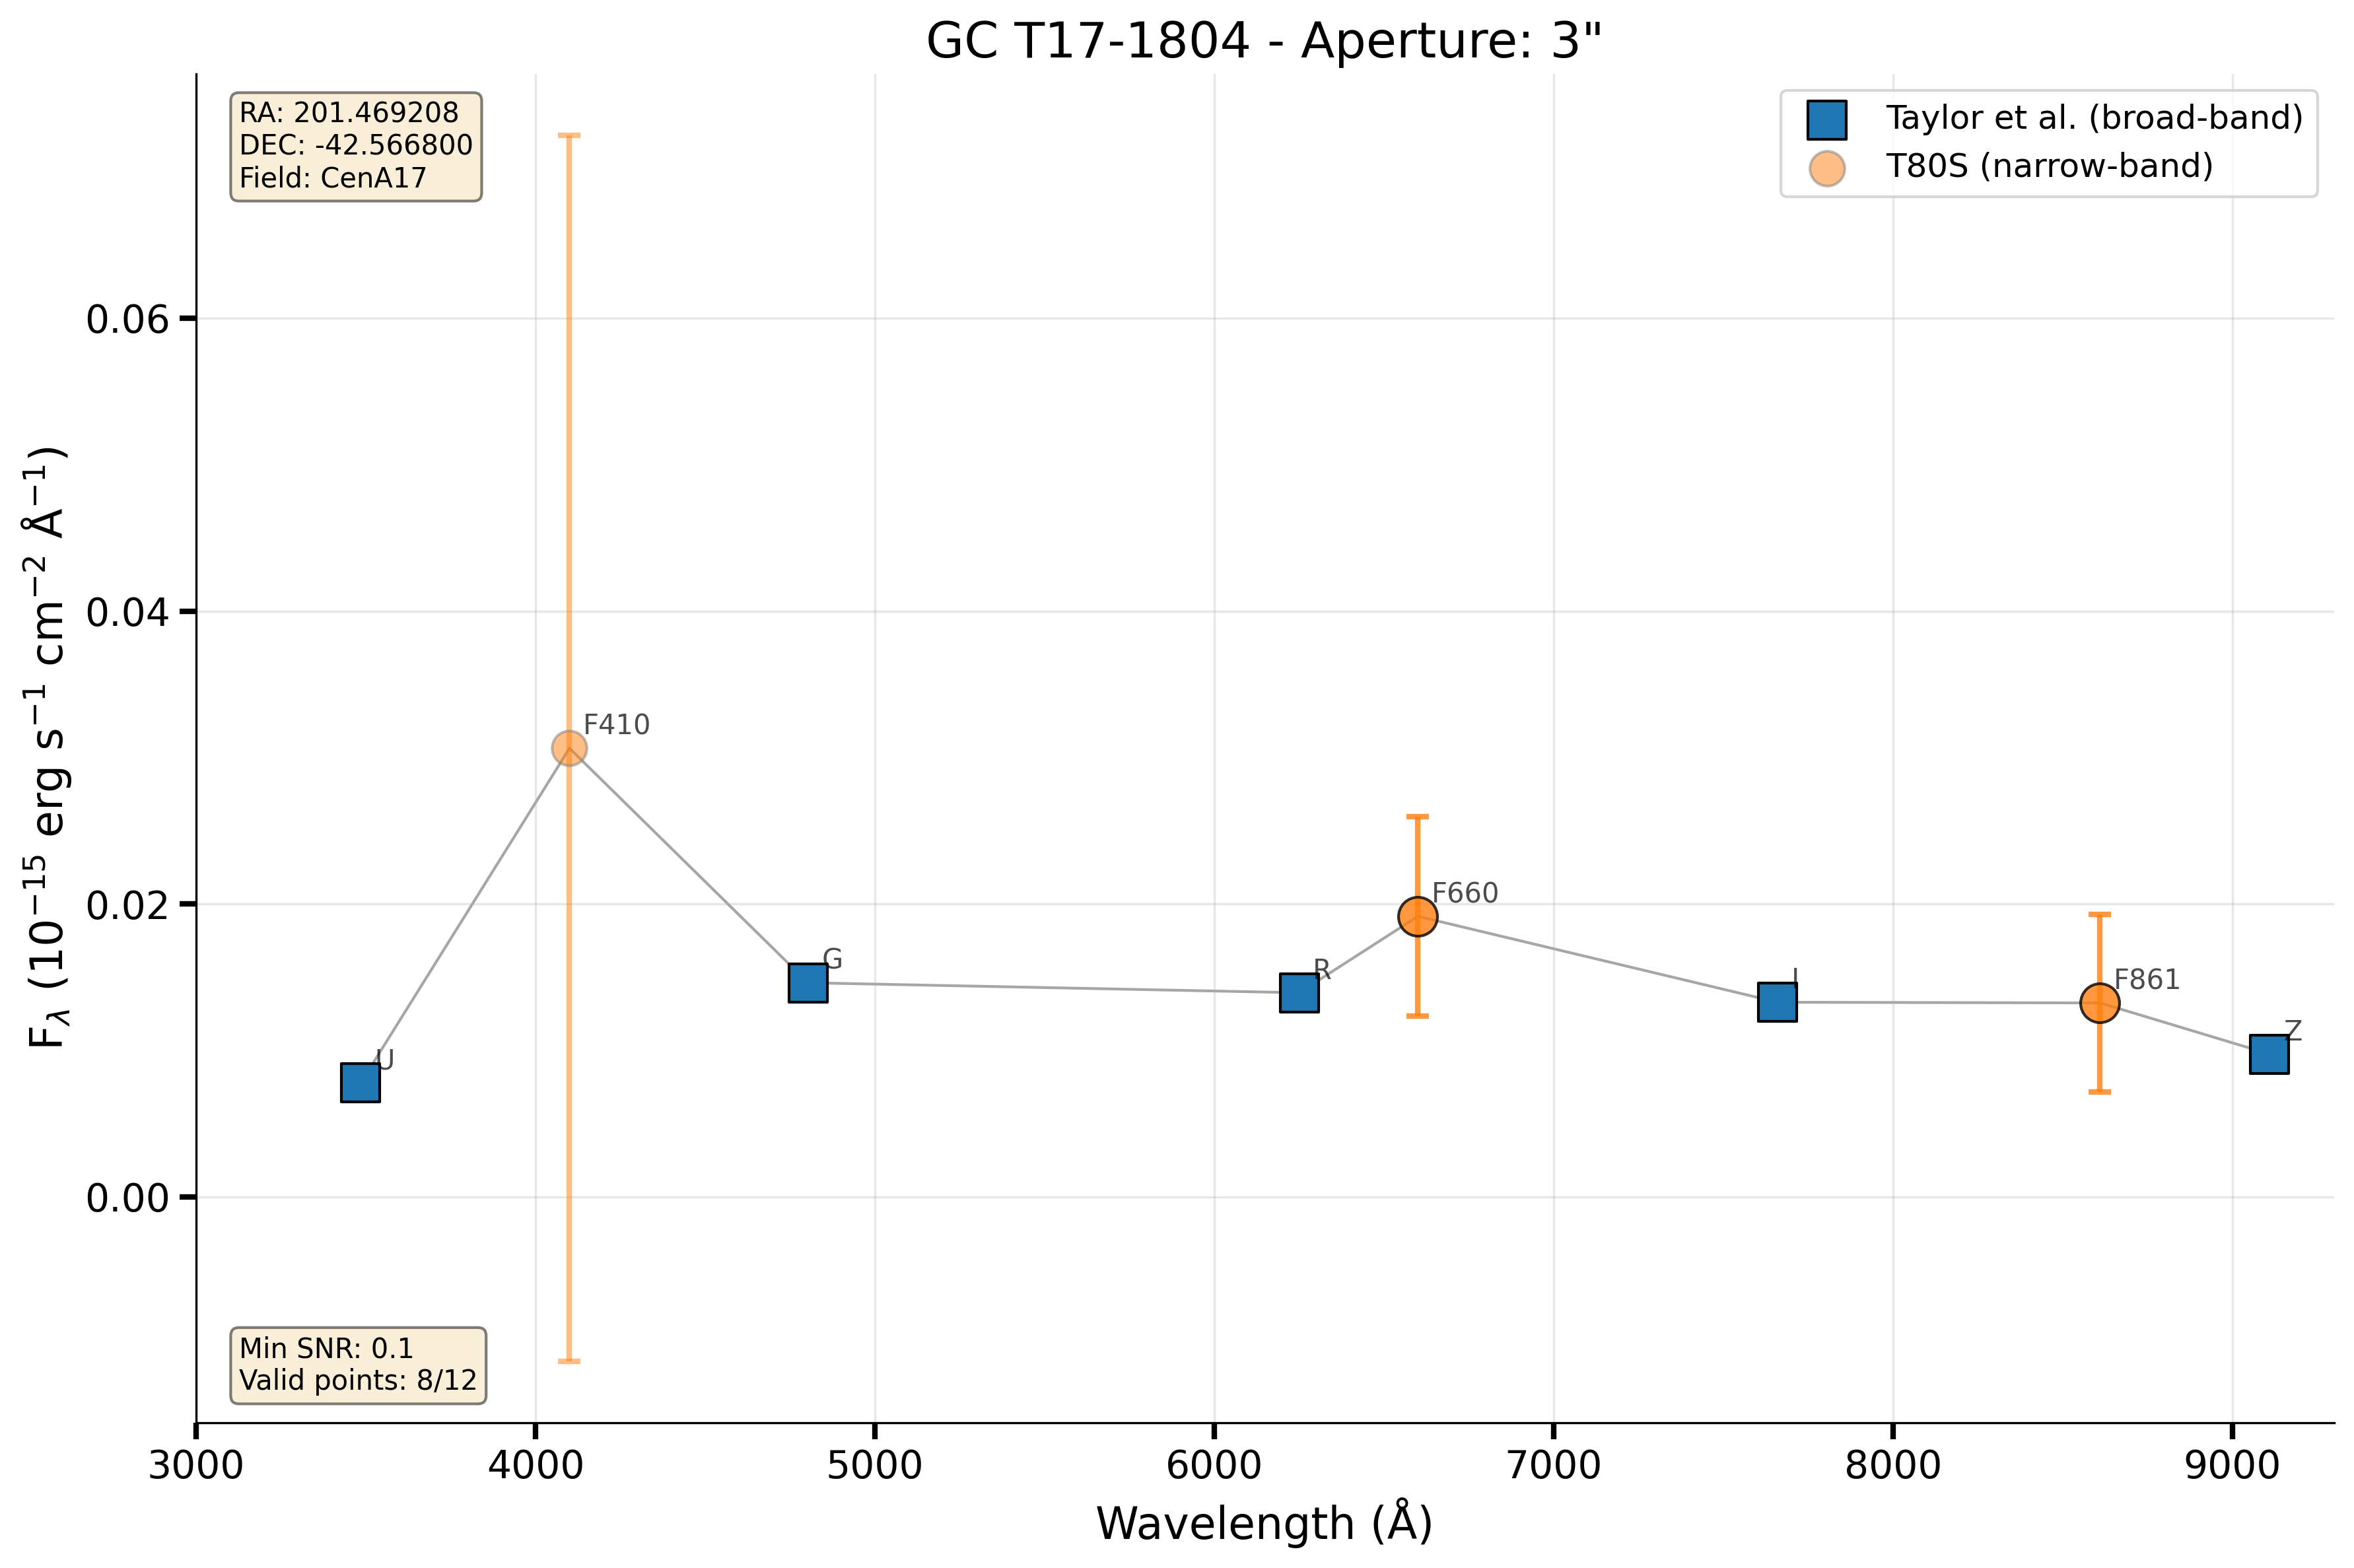 GC T17-1804 - Aperture: 3"
RA: 201.469208
DEC: -42.566800
Field: CenA17
Taylor et al. (broad-band)
T80S (narrow-band)
F_λ (10⁻¹⁵ erg s⁻¹ cm⁻² Å⁻¹)
0.06
0.04
0.02
0.00
U
F410
G
R
F660
I
F861
Z
Min SNR: 0.1
Valid points: 8/12
3000 4000 5000 6000 7000 8000 9000
Wavelength (Å)